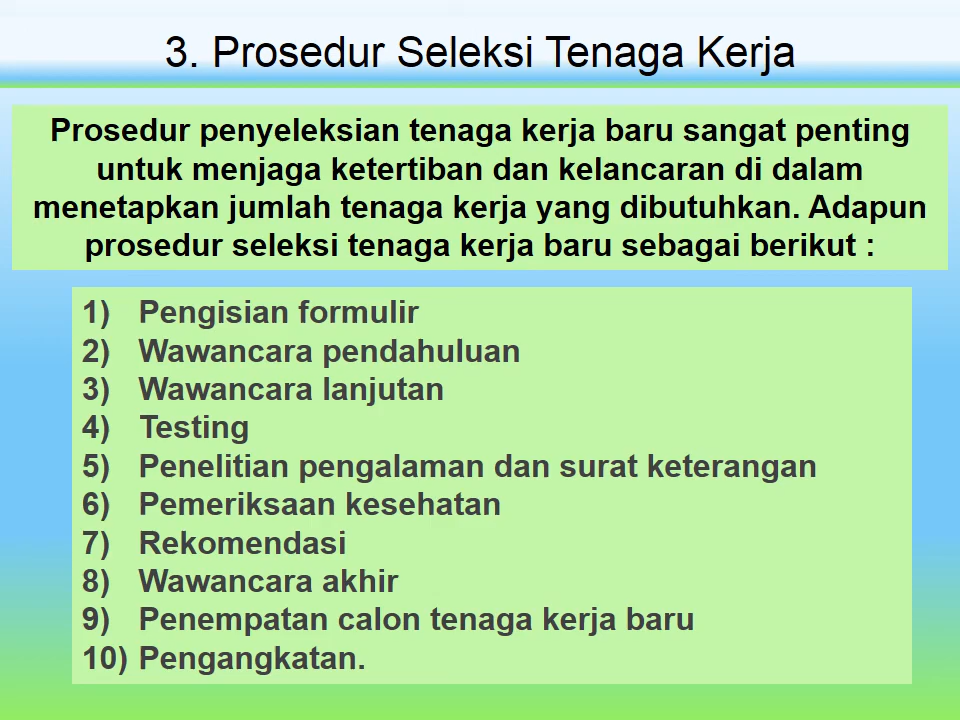 3. Prosedur Seleksi Tenaga Kerja
Prosedur penyeleksian tenaga kerja baru sangat penting
untuk menjaga ketertiban dan kelancaran di dalam
menetapkan jumlah tenaga kerja yang dibutuhkan. Adapun
prosedur seleksi tenaga kerja baru sebagai berikut :
1) Pengisian formulir
2) Wawancara pendahuluan
3) Wawancara lanjutan
4) Testing
5) Penelitian pengalaman dan surat keterangan
6) Pemeriksaan kesehatan
7) Rekomendasi
8) Wawancara akhir
9) Penempatan calon tenaga kerja baru
10) Pengangkatan.